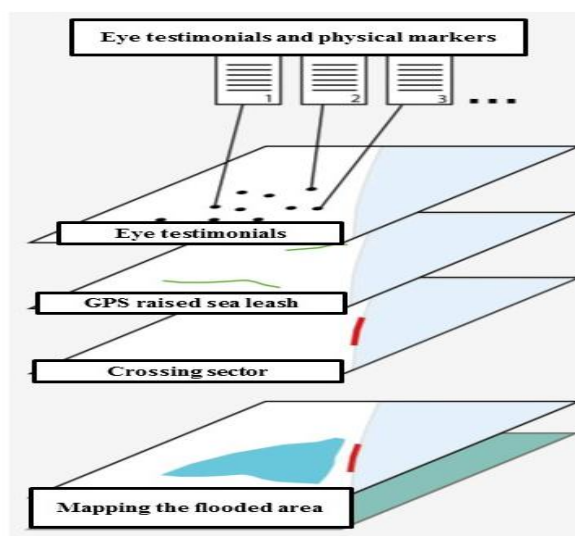 Eye testimonials and physical markers
1 2 3 ...
Eye testimonials
GPS raised sea leash
Crossing sector
Mapping the flooded area